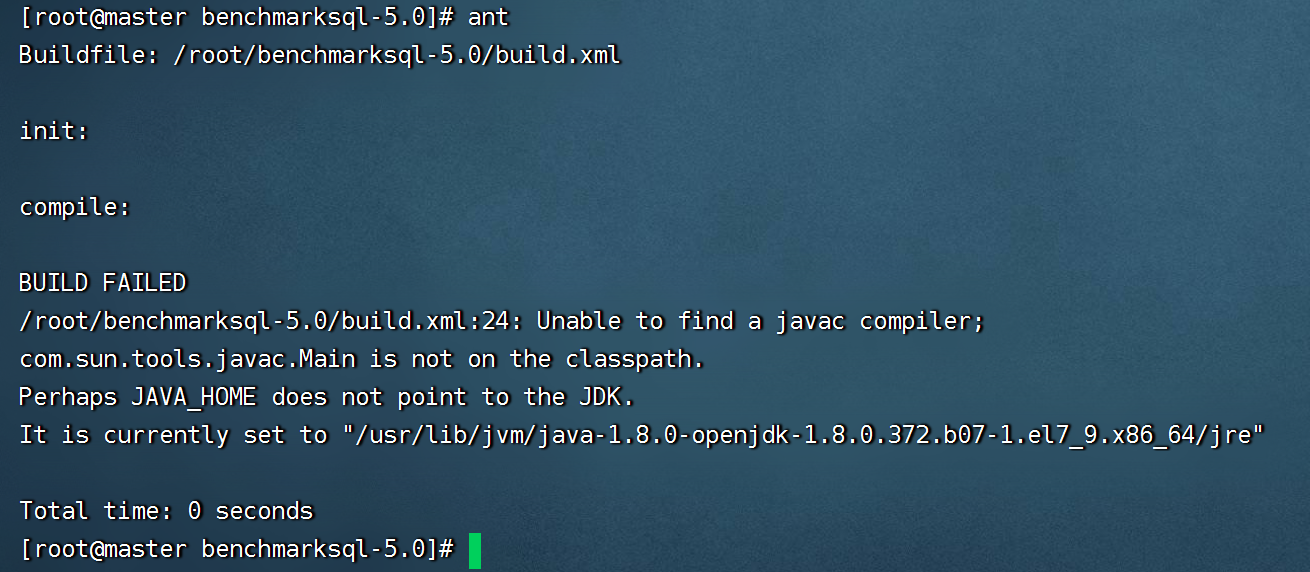 [root@master benchmarksql-5.0]# ant
Buildfile: /root/benchmarksql-5.0/build.xml
init:
compile:
BUILD FAILED
/root/benchmarksql-5.0/build.xml:24: Unable to find a javac compiler;
com.sun.tools.javac.Main is not on the classpath.
Perhaps JAVA_HOME does not point to the JDK.
It is currently set to "/usr/lib/jvm/java-1.8.0-openjdk-1.8.0.372.b07-1.el7_9.x86_64/jre"
Total time: 0 seconds
[root@master benchmarksql-5.0]#